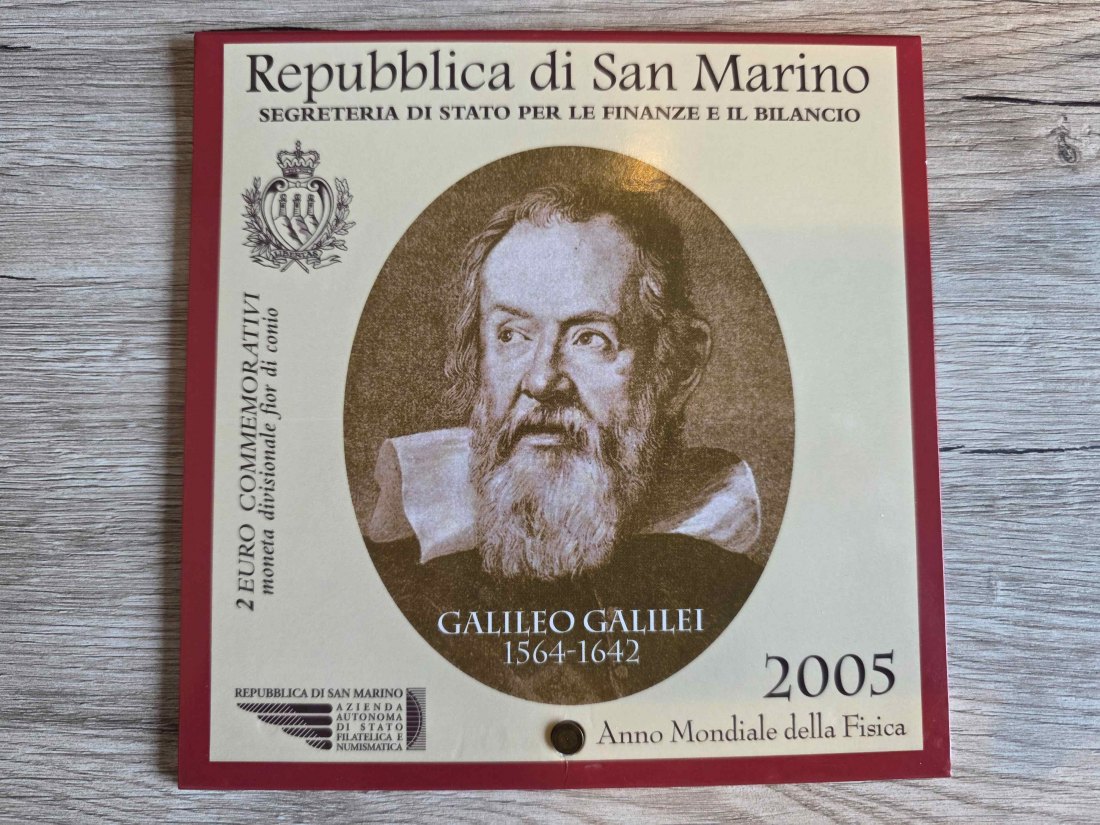 Repubblica di San Marino
SEGRETERIA DI STATO PER LE FINANZE E IL BILANCIO
LIBERTAS
2 EURO COMMEMORATIVI
moneta divisionale fior di conio
GALILEO GALILEI
1564-1642
2005
Anno Mondiale della Fisica
REPUBBLICA DI SAN MARINO
AZIENDA
AUTONOMA
DI STATO
FILATELICA E
NUMISMATICA